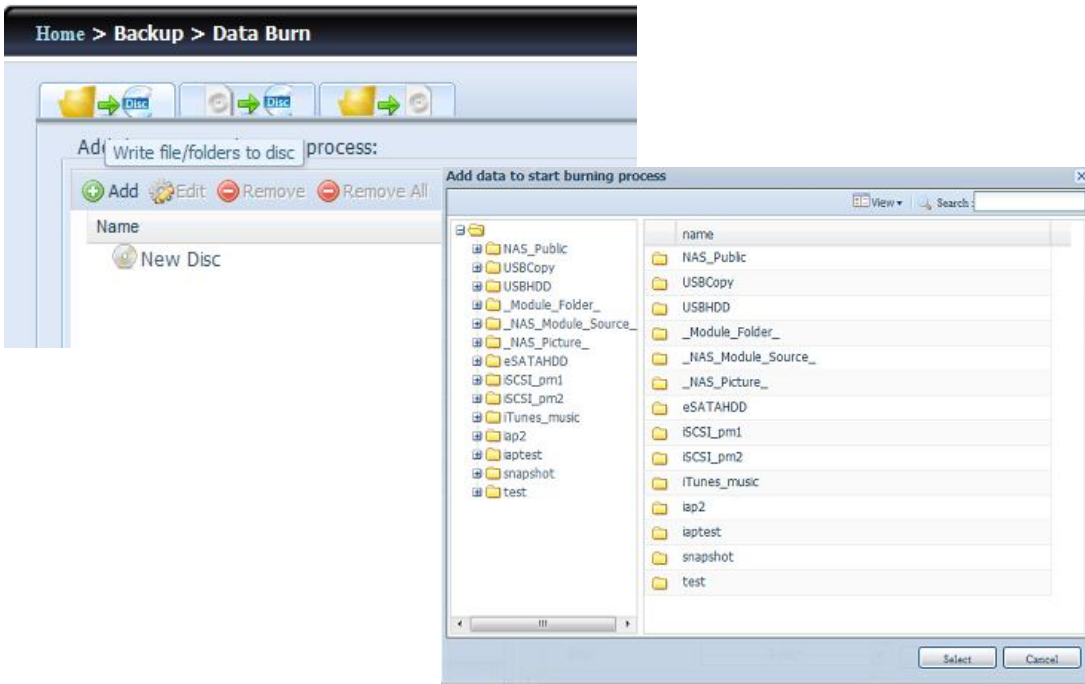 Home > Backup > Data Burn
Disc
Disc
Write file/folders to disc process:
Add Edit Remove Remove All
Name
New Disc
Add data to start burning process
View Search :
NAS_Public
USBCopy
USBHDD
_Module_Folder_
_NAS_Module_Source_
_NAS_Picture_
eSATAHDD
iSCSI_pm1
iSCSI_pm2
iTunes_music
iap2
iaptest
snapshot
test
name
NAS_Public
USBCopy
USBHDD
_Module_Folder_
_NAS_Module_Source_
_NAS_Picture_
eSATAHDD
iSCSI_pm1
iSCSI_pm2
iTunes_music
iap2
iaptest
snapshot
test
Select Cancel